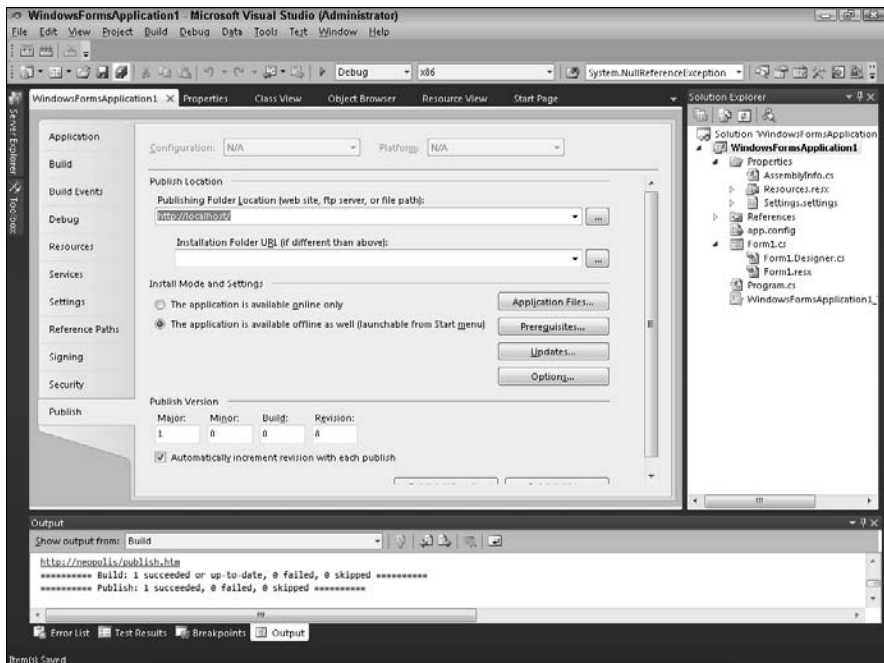 WindowsFormsApplication1 - Microsoft Visual Studio (Administrator)
File Edit View Project Build Debug Data Tools Test Window Help
Debug x86 System.NullReferenceException
Server Explorer
Toolbox
WindowsFormsApplication1 Properties Class View Object Browser Resource View Start Page
Application
Build
Build Events
Debug
Resources
Services
Settings
Reference Paths
Signing
Security
Publish
Configuration: N/A Platform: N/A
Publish Location
Publishing Folder Location (web site, ftp server, or file path):
http://localhost/
...
Installation Folder URL (if different than above):
...
Install Mode and Settings
The application is available online only
The application is available offline as well (launchable from Start menu)
Application Files...
Prerequisites...
Updates...
Options...
Publish Version
Major: Minor: Build: Revision:
1 0 0 8
Automatically increment revision with each publish
Solution Explorer
Solution 'WindowsFormsApplication
WindowsFormsApplication1
Properties
AssemblyInfo.cs
Resources.resx
Settings.settings
References
app.config
Form1.cs
Form1.Designer.cs
Form1.resx
Program.cs
WindowsFormsApplication1_
Output
Show output from: Build
http://neopolis/publish.htm
========== Build: 1 succeeded or up-to-date, 0 failed, 0 skipped ==========
========== Publish: 1 succeeded, 0 failed, 0 skipped ==========
Error List Test Results Breakpoints Output
Item(s) Saved